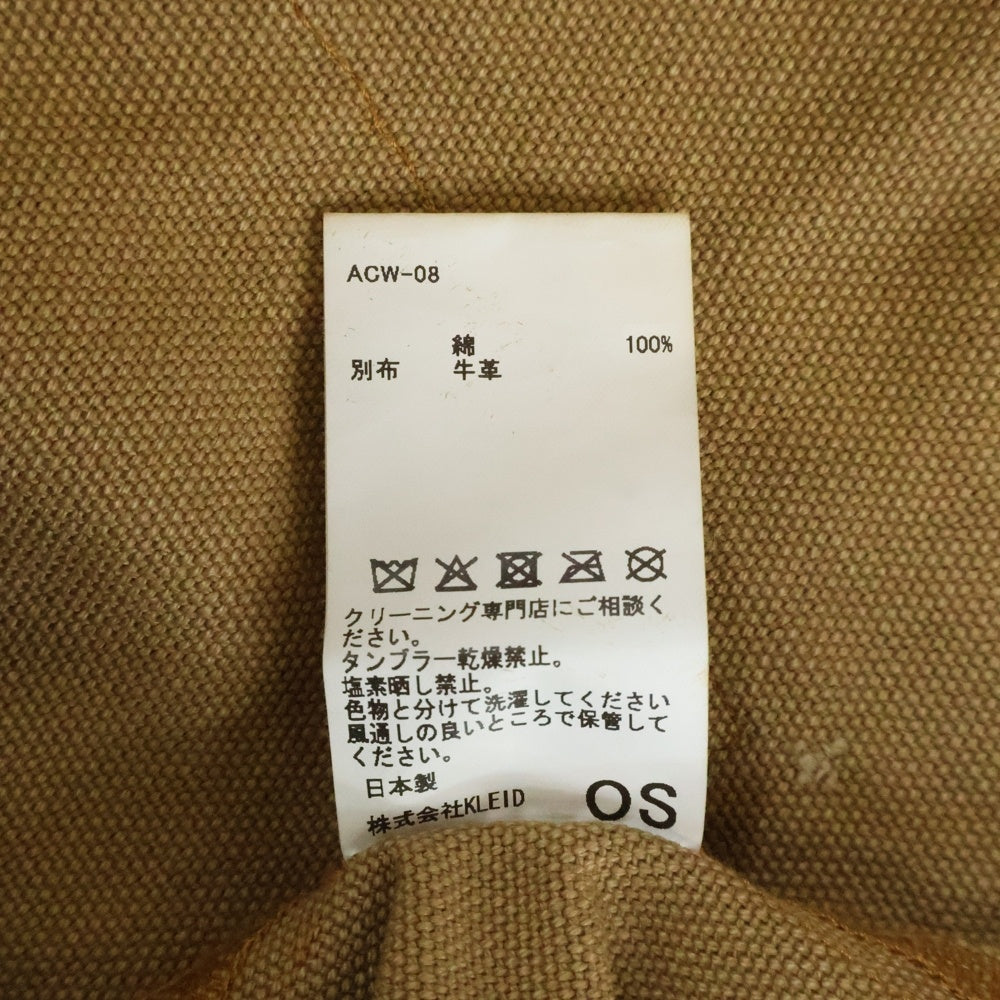 ACW-08
綿 100%
別布 牛革
クリーニング専門店にご相談く
ださい。
タンブラー乾燥禁止。
塩素晒し禁止。
色物と分けて洗濯してください
風通しの良いところで保管して
ください。
日本製
株式会社KLEID OS